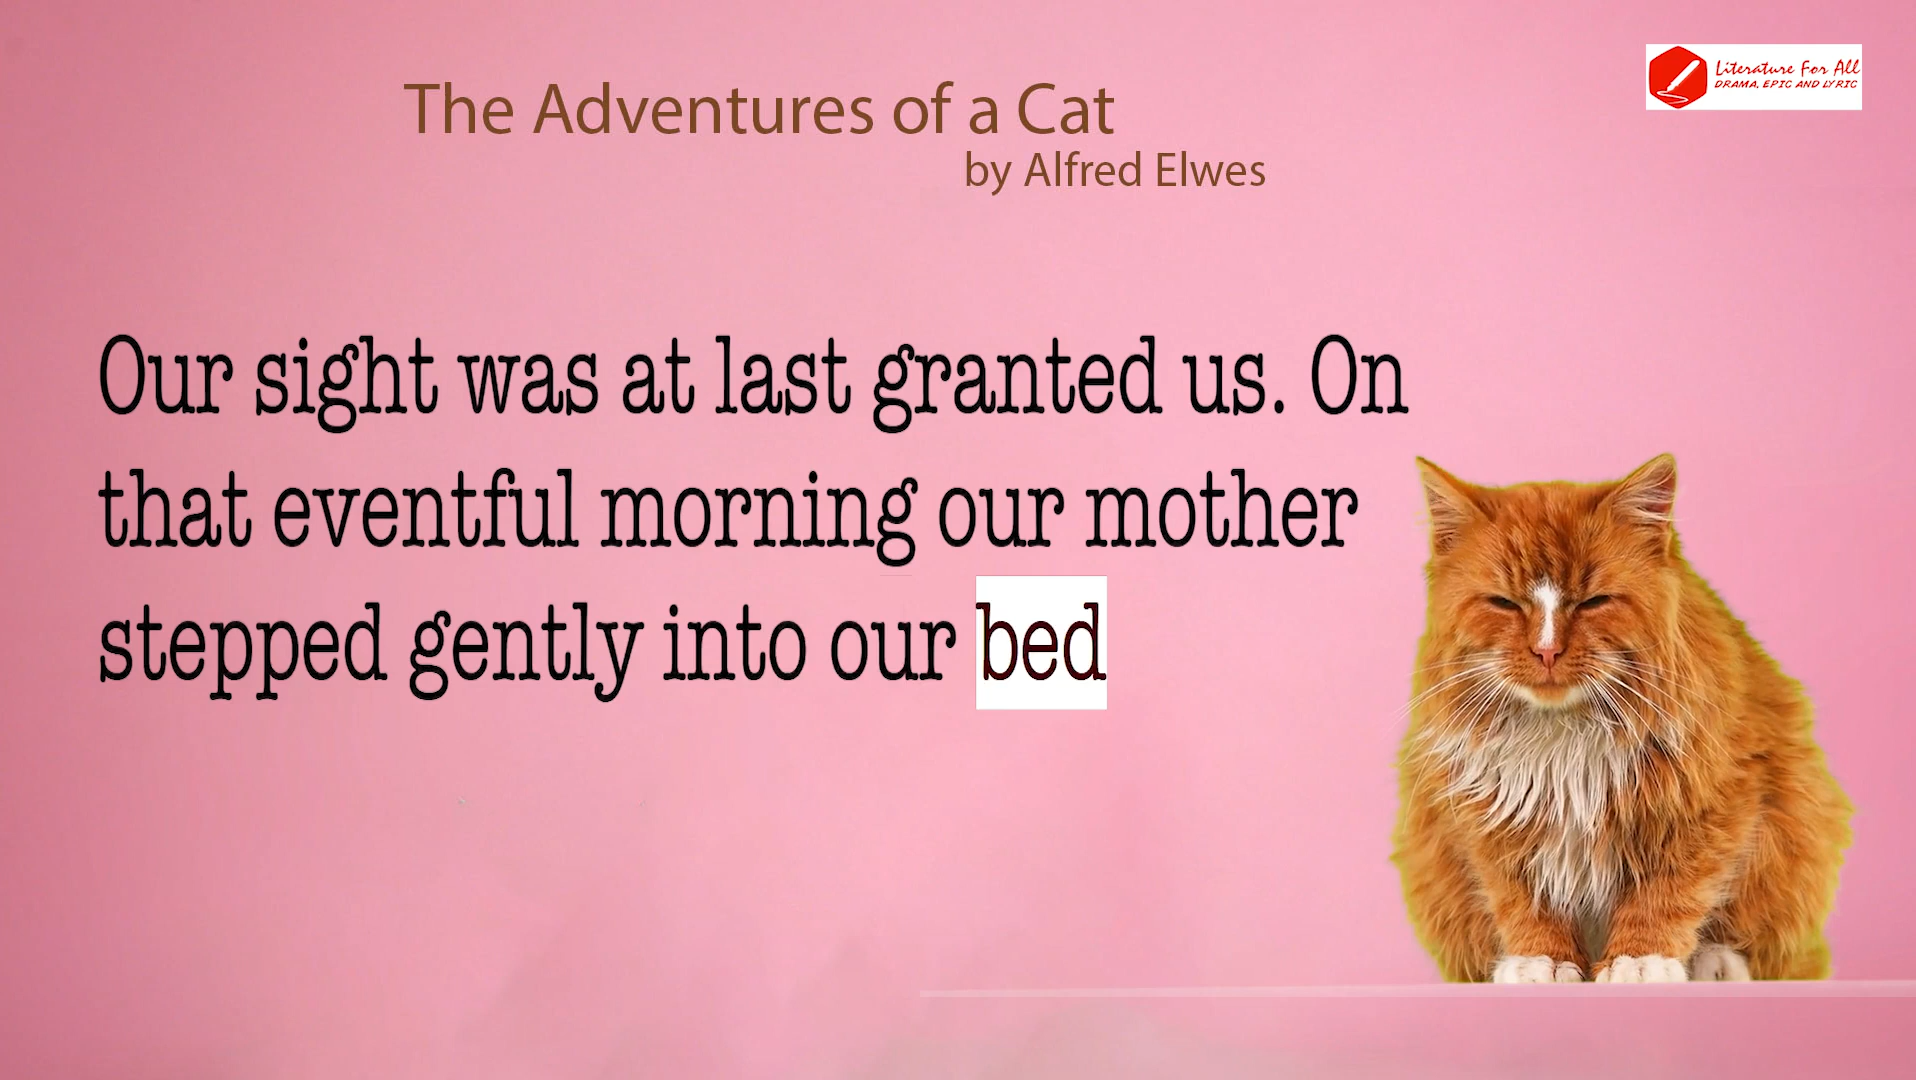 The Adventures of a Cat
by Alfred Elwes
Literature For All
DRAMA, EPIC AND LYRIC
Our sight was at last granted us. On
that eventful morning our mother
stepped gently into our bed